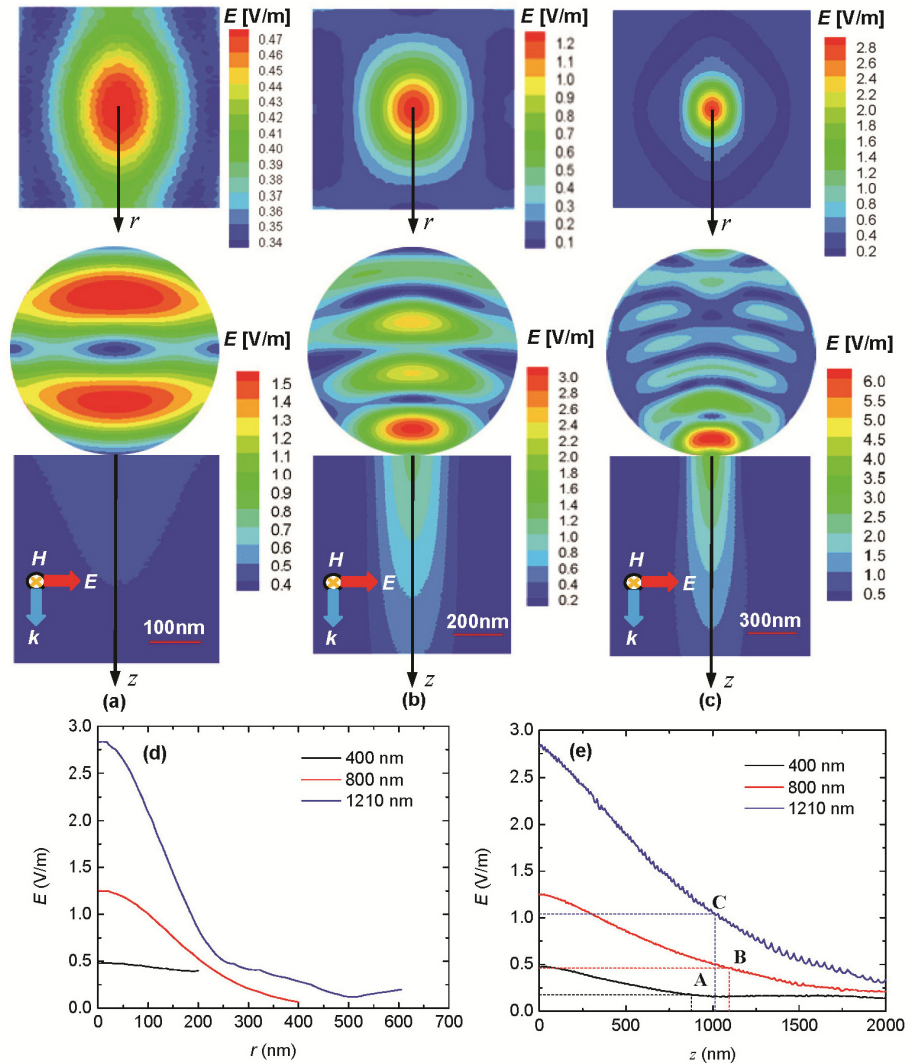 E [V/m]
0.47
0.46
0.45
0.44
0.43
0.42
0.41
0.40
0.39
0.38
0.37
0.36
0.35
0.34
r
E [V/m]
1.2
1.1
1.0
0.9
0.8
0.7
0.6
0.5
0.4
0.3
0.2
0.1
r
E [V/m]
2.8
2.6
2.4
2.2
2.0
1.8
1.6
1.4
1.2
1.0
0.8
0.6
0.4
0.2
r
E [V/m]
1.5
1.4
1.3
1.2
1.1
1.0
0.9
0.8
0.7
0.6
0.5
0.4
H
E
k
100nm
z
(a)
E [V/m]
3.0
2.8
2.6
2.4
2.2
2.0
1.8
1.6
1.4
1.2
1.0
0.8
0.6
0.4
0.2
H
E
k
200nm
z
(b)
E [V/m]
6.0
5.5
5.0
4.5
4.0
3.5
3.0
2.5
2.0
1.5
1.0
0.5
H
E
k
300nm
z
(c)
(d)
400 nm
800 nm
1210 nm
E (V/m)
3.0
2.5
2.0
1.5
1.0
0.5
0.0
0 100 200 300 400 500 600 700
r (nm)
(e)
400 nm
800 nm
1210 nm
E (V/m)
3.0
2.5
2.0
1.5
1.0
0.5
0.0
C
B
A
0 500 1000 1500 2000
z (nm)